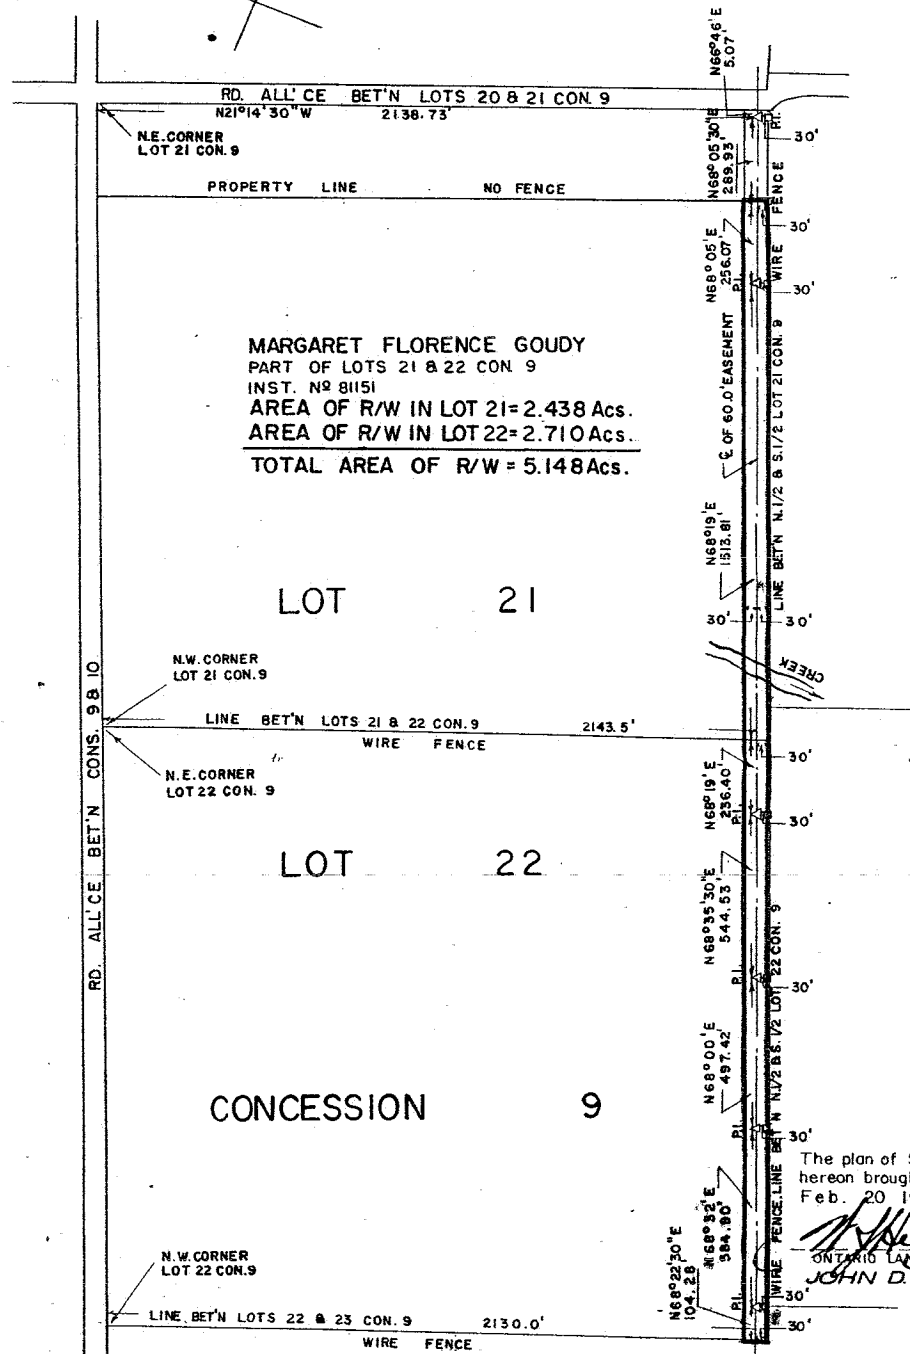 N66°46'E
5.07'
RD. ALL'CE BET'N LOTS 20 & 21 CON. 9
N21°14'30"W 2138.73'
N.E. CORNER
LOT 21 CON. 9
P.I.
30'
N68°05'30"E
289.93'
PROPERTY LINE NO FENCE
WIRE FENCE
30'
N68°05'E
256.07'
P.I.
30'
MARGARET FLORENCE GOUDY
PART OF LOTS 21 & 22 CON. 9
INST. Nº 81151
AREA OF R/W IN LOT 21=2.438 Acs.
AREA OF R/W IN LOT 22=2.710 Acs.
TOTAL AREA OF R/W = 5.148 Acs.
℄ OF 60.0' EASEMENT
LINE BET'N N.1/2 & S.1/2 LOT 21 CON. 9
N68°19'E
1513.81'
LOT 21
30' 30'
CREEK
N.W. CORNER
LOT 21 CON. 9
RD. ALL'CE BET'N CONS. 9 & 10
LINE BET'N LOTS 21 & 22 CON. 9 2143.5'
WIRE FENCE
N.E. CORNER
LOT 22 CON. 9
30'
N68°19'E
236.40'
P.I.
30'
LOT 22
N68°35'30"E
544.53'
P.I.
30'
WIRE FENCE, LINE BET'N N.1/2 & S.1/2 LOT 22 CON. 9
N68°00'E
497.42'
CONCESSION 9
P.I.
30'
The plan of
hereon broug
Feb. 20 1
ONTARIO LAN
JOHN D.
N68°32'E
584.90'
N68°22'30"E
104.28'
N.W. CORNER
LOT 22 CON. 9
P.I.
30'
LINE BET'N LOTS 22 & 23 CON. 9 2130.0'
WIRE FENCE
30'